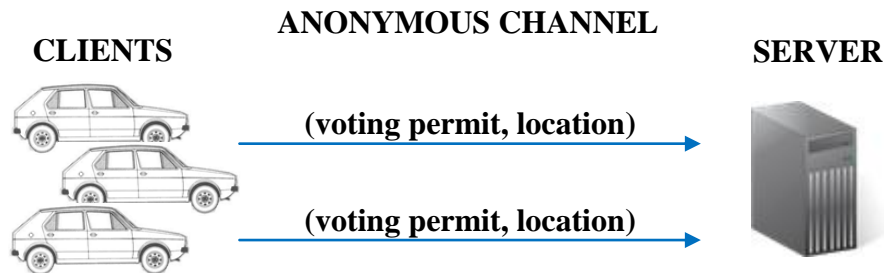 ANONYMOUS CHANNEL
CLIENTS
SERVER
(voting permit, location)
(voting permit, location)